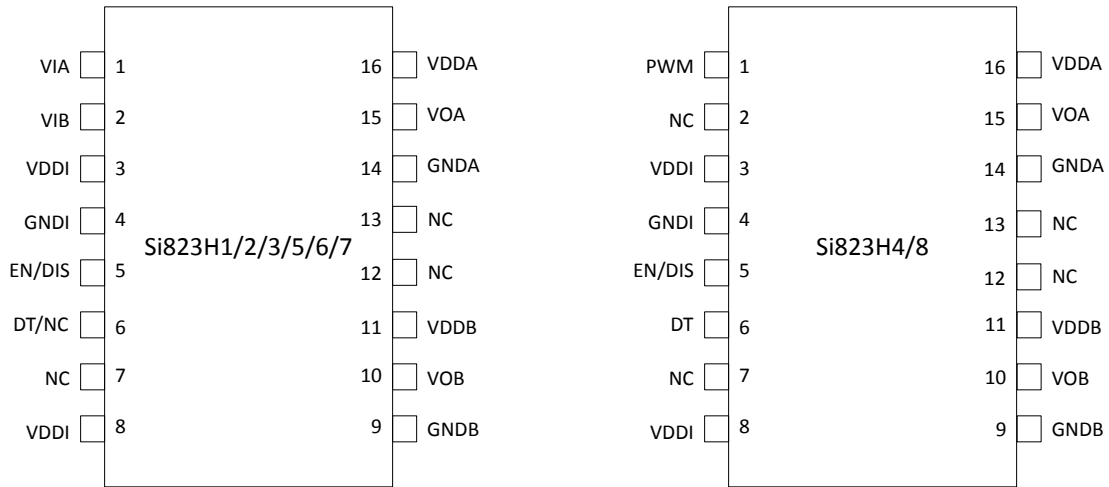 VIA 1 16 VDDA
VIB 2 15 VOA
VDDI 3 14 GNDA
GNDI 4 13 NC
Si823H1/2/3/5/6/7
EN/DIS 5 12 NC
DT/NC 6 11 VDDB
NC 7 10 VOB
VDDI 8 9 GNDB
PWM 1 16 VDDA
NC 2 15 VOA
VDDI 3 14 GNDA
GNDI 4 13 NC
Si823H4/8
EN/DIS 5 12 NC
DT 6 11 VDDB
NC 7 10 VOB
VDDI 8 9 GNDB